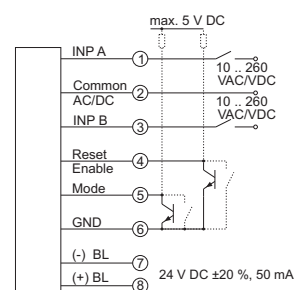 max. 5 V DC
INP A
1
10 .. 260
VAC/VDC
Common
AC/DC
2
10 .. 260
VAC/VDC
INP B
3
Reset
Enable
4
Mode
5
GND
6
(-) BL
7
24 V DC ±20 %, 50 mA
(+) BL
8